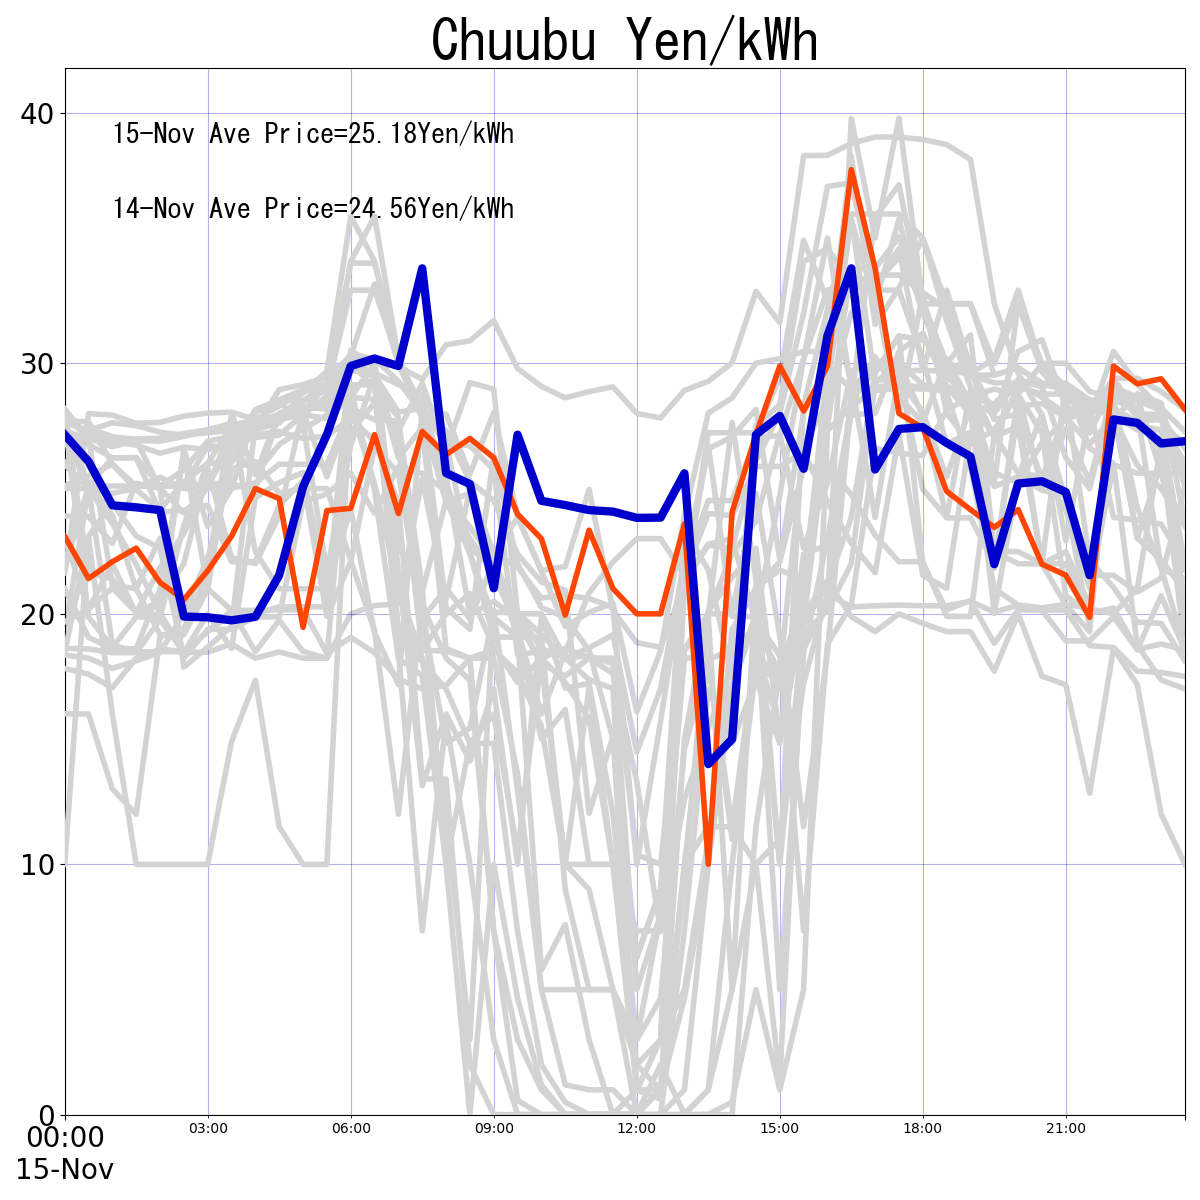 Chuubu Yen/kWh
40
15-Nov Ave Price=25.18Yen/kWh
14-Nov Ave Price=24.56Yen/kWh
30
20
10
0
00:00 03:00 06:00 09:00 12:00 15:00 18:00 21:00
15-Nov